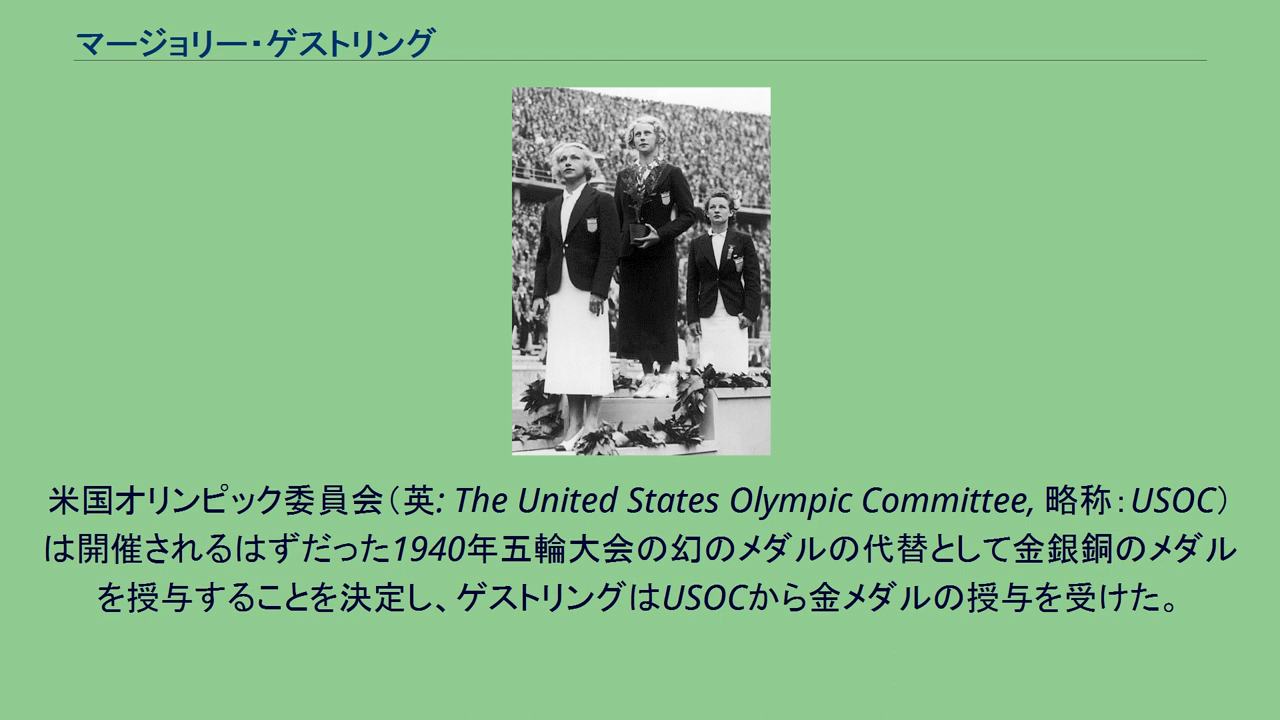 マージョリー・ゲストリング
米国オリンピック委員会（英: The United States Olympic Committee, 略称：USOC）
は開催されるはずだった1940年五輪大会の幻のメダルの代替として金銀銅のメダル
を授与することを決定し、ゲストリングはUSOCから金メダルの授与を受けた。